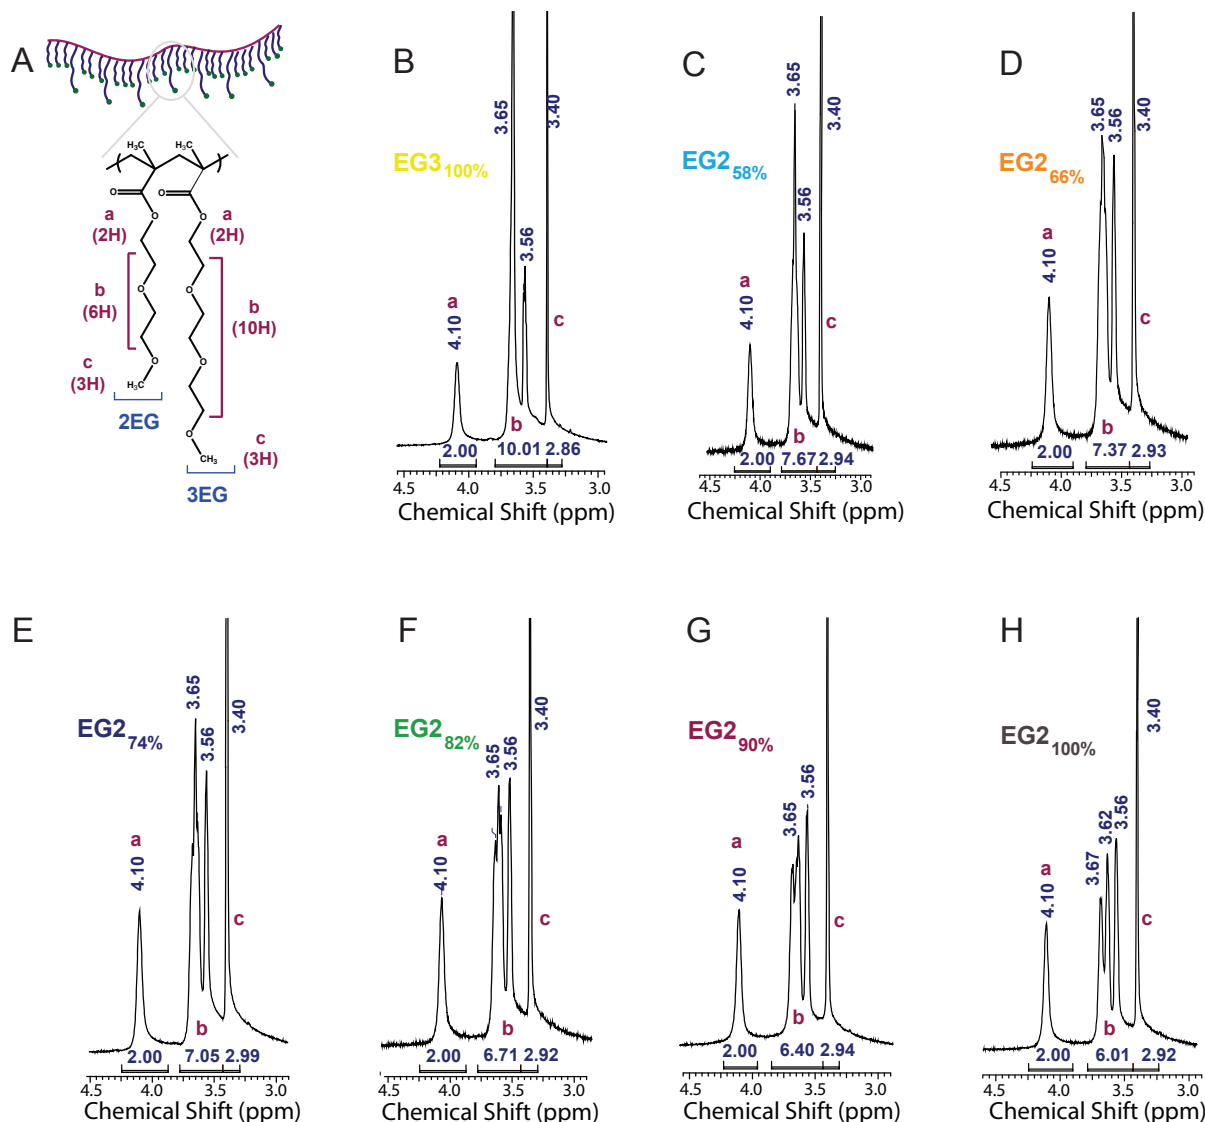 A
H₃C CH₃
O O
O O
a
(2H)
a
(2H)
b
(6H)
O O
b
(10H)
c
(3H)
O
H₃C
O
2EG
O
CH₃
c
(3H)
3EG
B
EG3100%
a
4.10
3.65
3.56
3.40
c
b
2.00 10.01 2.86
4.5 4.0 3.5 3.0
Chemical Shift (ppm)
C
EG258%
a
4.10
3.65
3.56
3.40
c
b
2.00 7.67 2.94
4.5 4.0 3.5 3.0
Chemical Shift (ppm)
D
EG266%
a
4.10
3.65
3.56
3.40
c
b
2.00 7.37 2.93
4.5 4.0 3.5 3.0
Chemical Shift (ppm)
E
EG274%
a
4.10
3.65
3.56
3.40
c
b
2.00 7.05 2.99
4.5 4.0 3.5 3.0
Chemical Shift (ppm)
F
EG282%
a
4.10
3.65
3.56
3.40
c
b
2.00 6.71 2.92
4.5 4.0 3.5 3.0
Chemical Shift (ppm)
G
EG290%
a
4.10
3.65
3.56
c
b
2.00 6.40 2.94
4.5 4.0 3.5 3.0
Chemical Shift (ppm)
H
EG2100%
a
4.10
3.67
3.62
3.56
3.40
c
b
2.00 6.01 2.92
4.5 4.0 3.5 3.0
Chemical Shift (ppm)